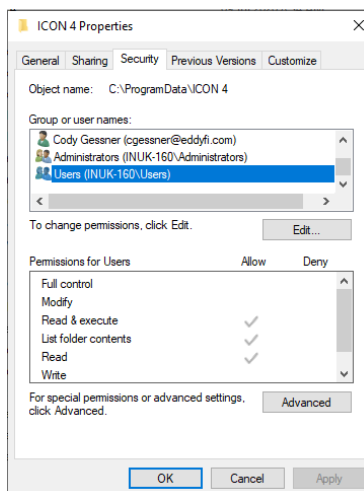 ICON 4 Properties
General Sharing Security Previous Versions Customize
Object name: C:\ProgramData\ICON 4
Group or user names:
Cody Gessner (cgessner@eddyfi.com)
Administrators (INUK-160\Administrators)
Users (INUK-160\Users)
To change permissions, click Edit.
Edit...
Permissions for Users Allow Deny
Full control
Modify
Read & execute
List folder contents
Read
Write
For special permissions or advanced settings,
click Advanced.
Advanced
OK Cancel Apply